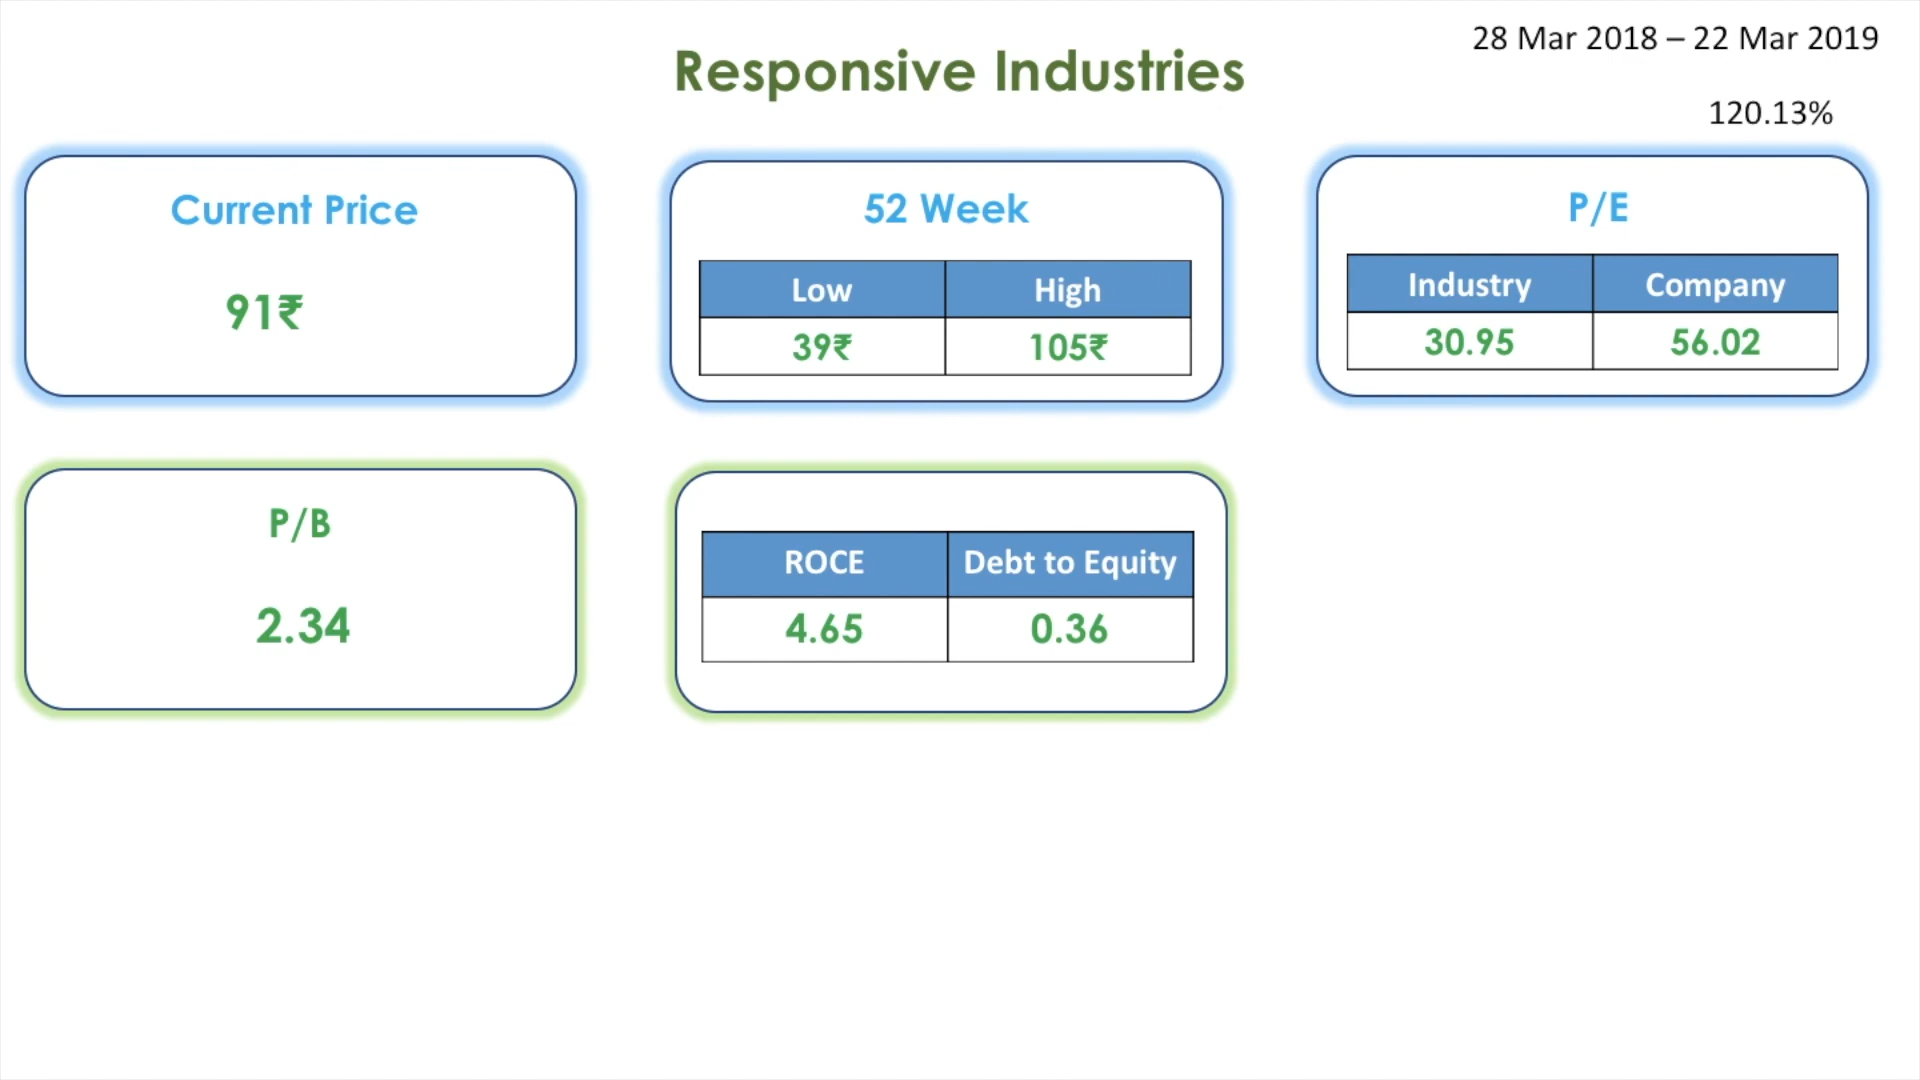 28 Mar 2018 – 22 Mar 2019
Responsive Industries
120.13%
Current Price
91₹
52 Week
Low High
39₹ 105₹
P/E
Industry Company
30.95 56.02
P/B
2.34
ROCE Debt to Equity
4.65 0.36